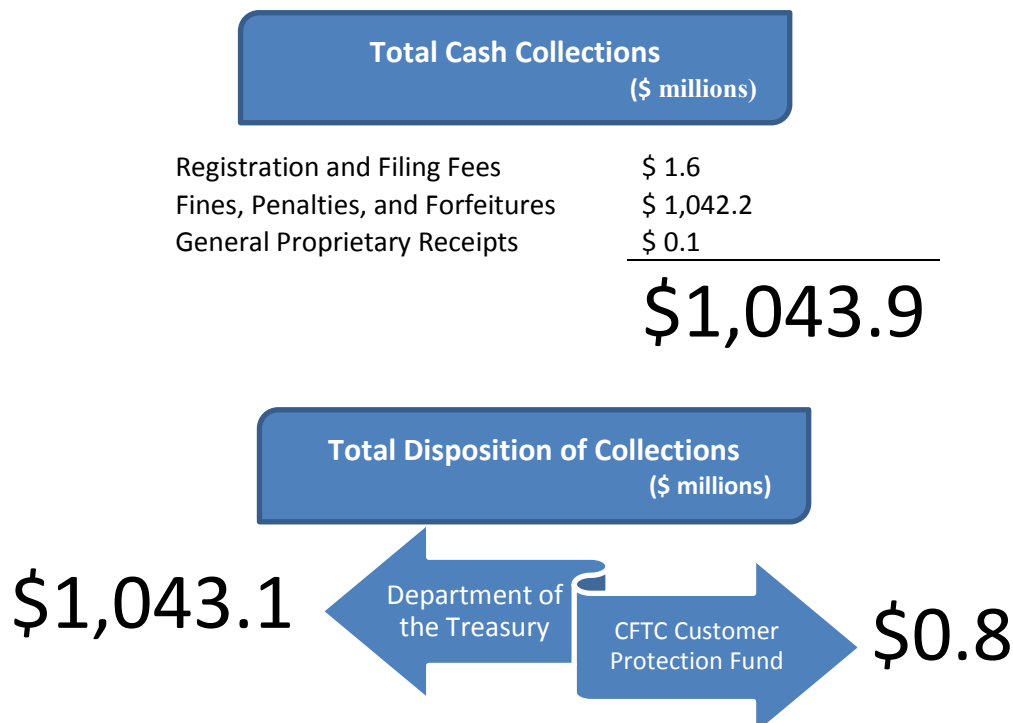 Total Cash Collections
($ millions)
Registration and Filing Fees $ 1.6
Fines, Penalties, and Forfeitures $ 1,042.2
General Proprietary Receipts $ 0.1
$1,043.9
Total Disposition of Collections
($ millions)
$1,043.1
Department of
the Treasury
CFTC Customer
Protection Fund
$0.8